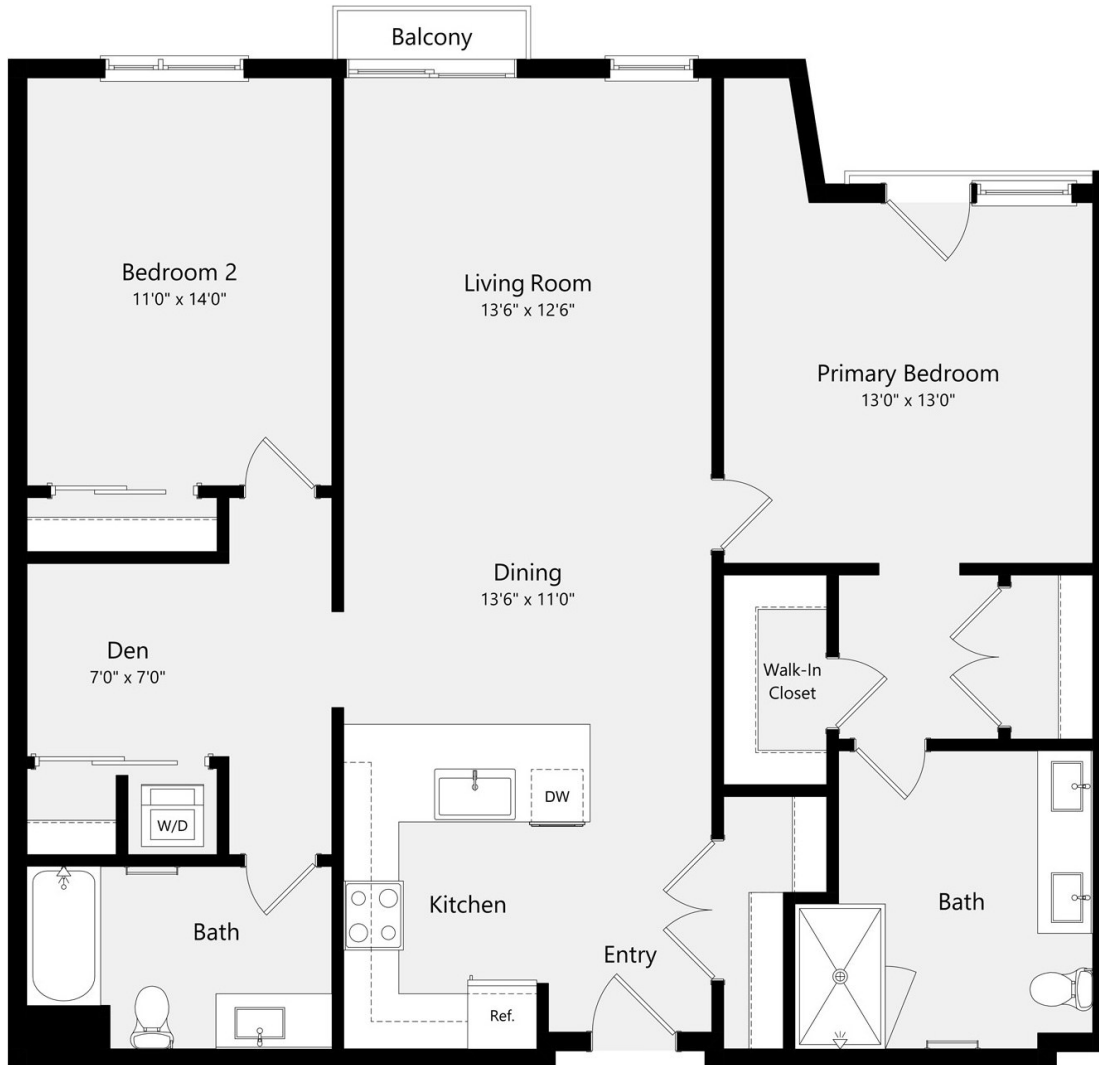 Balcony
Bedroom 2
11'0" x 14'0"
Living Room
13'6" x 12'6"
Primary Bedroom
13'0" x 13'0"
Dining
13'6" x 11'0"
Den
7'0" x 7'0"
Walk-In
Closet
W/D
DW
Kitchen
Bath
Bath
Entry
Ref.